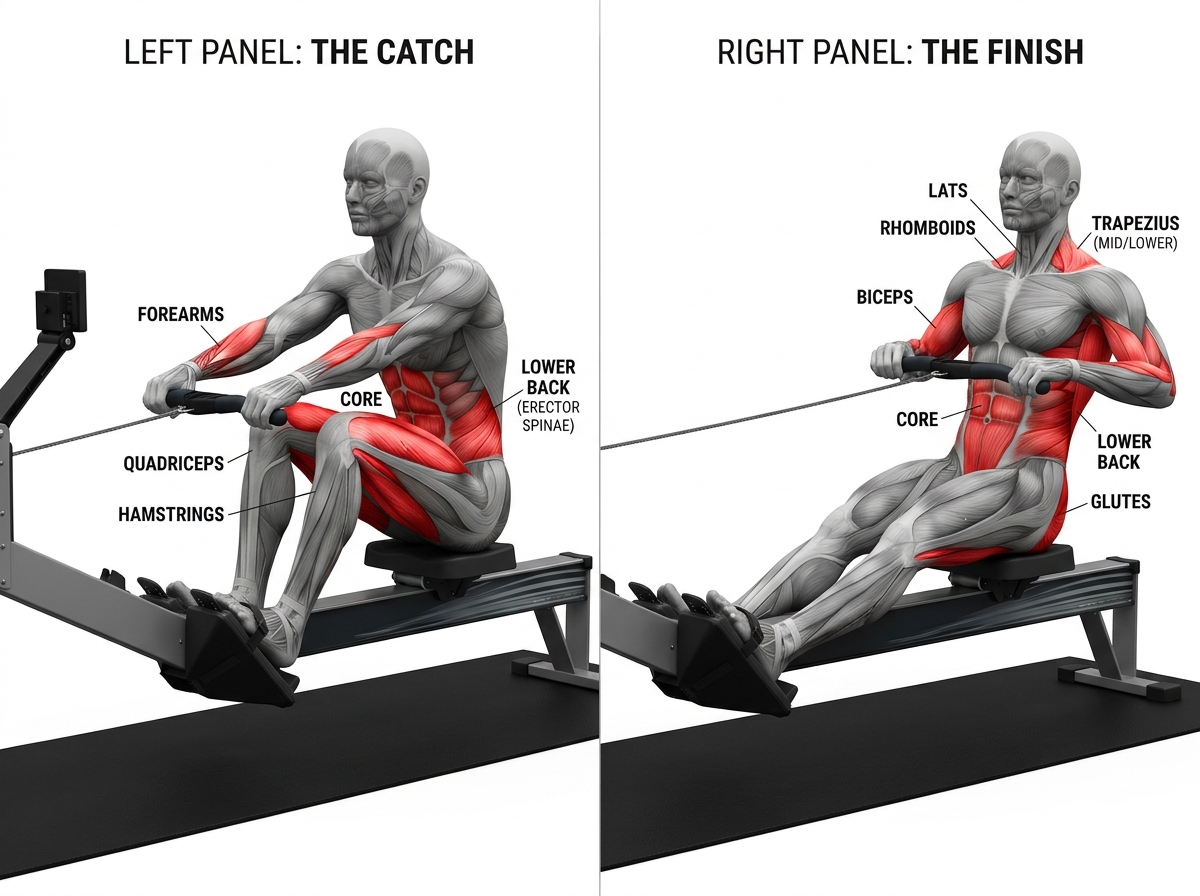 LEFT PANEL: THE CATCH
FOREARMS
CORE
LOWER
BACK
(ERECTOR
SPINAE)
QUADRICEPS
HAMSTRINGS
RIGHT PANEL: THE FINISH
LATS
RHOMBOIDS
TRAPEZIUS
(MID/LOWER)
BICEPS
CORE
LOWER
BACK
GLUTES